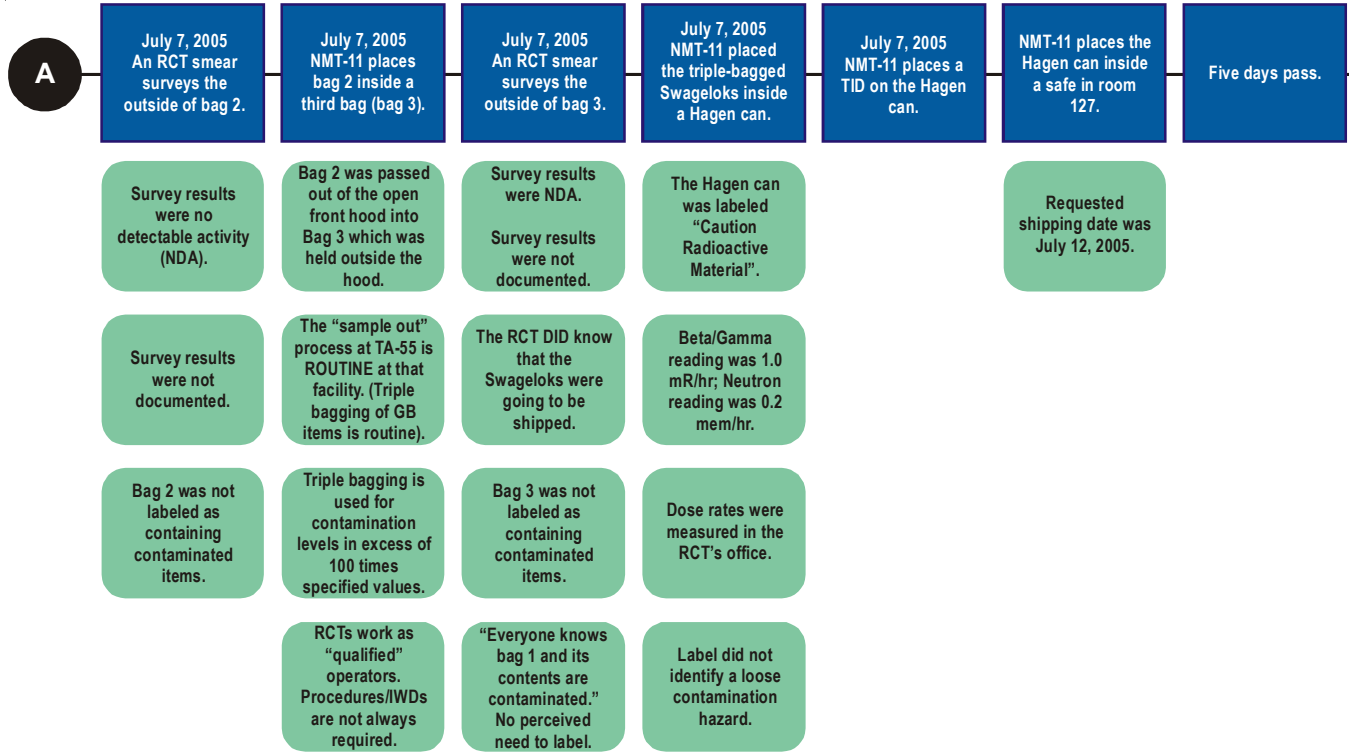 A
July 7, 2005
An RCT smear
surveys the
outside of bag 2.
July 7, 2005
NMT-11 places
bag 2 inside a
third bag (bag 3).
July 7, 2005
An RCT smear
surveys the
outside of bag 3.
July 7, 2005
NMT-11 placed
the triple-bagged
Swageloks inside
a Hagen can.
July 7, 2005
NMT-11 places a
TID on the Hagen
can.
NMT-11 places the
Hagen can inside
a safe in room
127.
Five days pass.
Survey results
were no
detectable activity
(NDA).
Survey results
were not
documented.
Bag 2 was not
labeled as
containing
contaminated
items.
Bag 2 was passed
out of the open
front hood into
Bag 3 which was
held outside the
hood.
The “sample out”
process at TA-55 is
ROUTINE at that
facility. (Triple
bagging of GB
items is routine).
Triple bagging is
used for
contamination
levels in excess of
100 times
specified values.
RCTs work as
“qualified”
operators.
Procedures/IWDs
are not always
required.
Survey results
were NDA.
Survey results
were not
documented.
The RCT DID know
that the
Swageloks were
going to be
shipped.
Bag 3 was not
labeled as
containing
contaminated
items.
“Everyone knows
bag 1 and its
contents are
contaminated.”
No perceived
need to label.
The Hagen can
was labeled
“Caution
Radioactive
Material”.
Beta/Gamma
reading was 1.0
mR/hr; Neutron
reading was 0.2
mem/hr.
Dose rates were
measured in the
RCT’s office.
Label did not
identify a loose
contamination
hazard.
Requested
shipping date was
July 12, 2005.